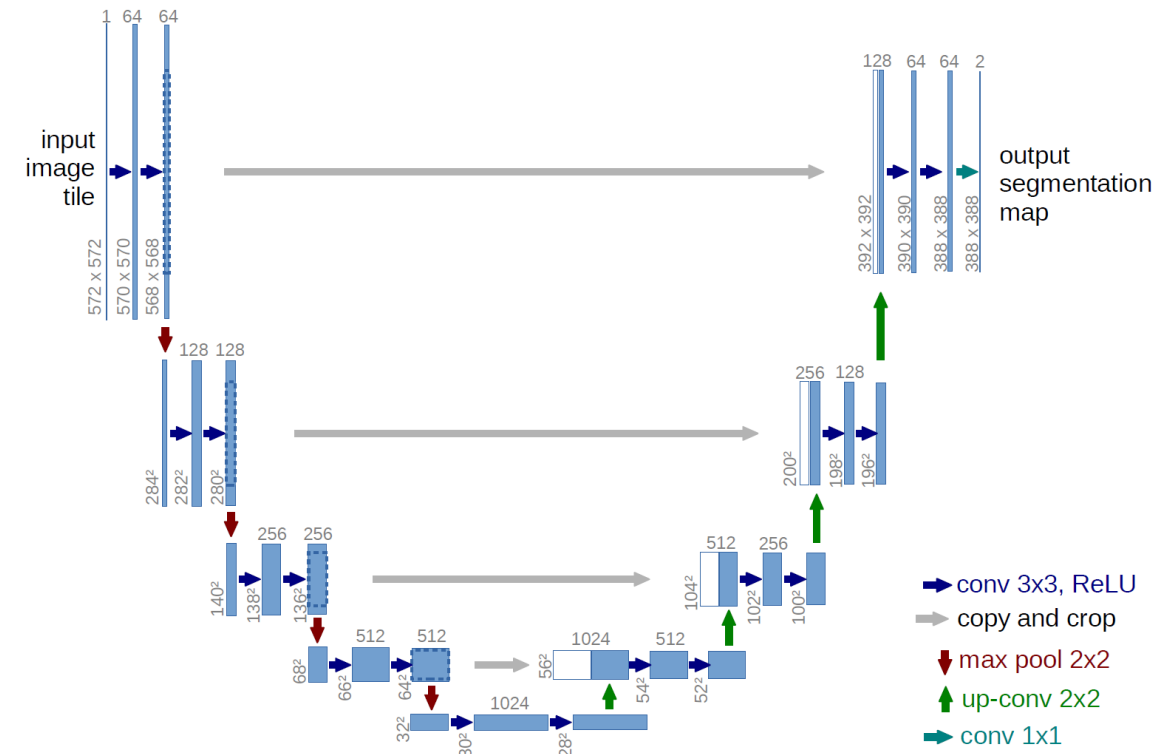 1 64 64
input
image
tile
572 x 572
570 x 570
568 x 568
128 128
284²
282²
280²
256 256
140²
138²
136²
512 512
68²
66²
64²
1024
32²
30²
28²
1024 512
56²
54²
52²
512 256
104²
102²
100²
256 128
200²
198²
196²
128 64 64 2
392 x 392
390 x 390
388 x 388
388 x 388
output
segmentation
map
conv 3x3, ReLU
copy and crop
max pool 2x2
up-conv 2x2
conv 1x1